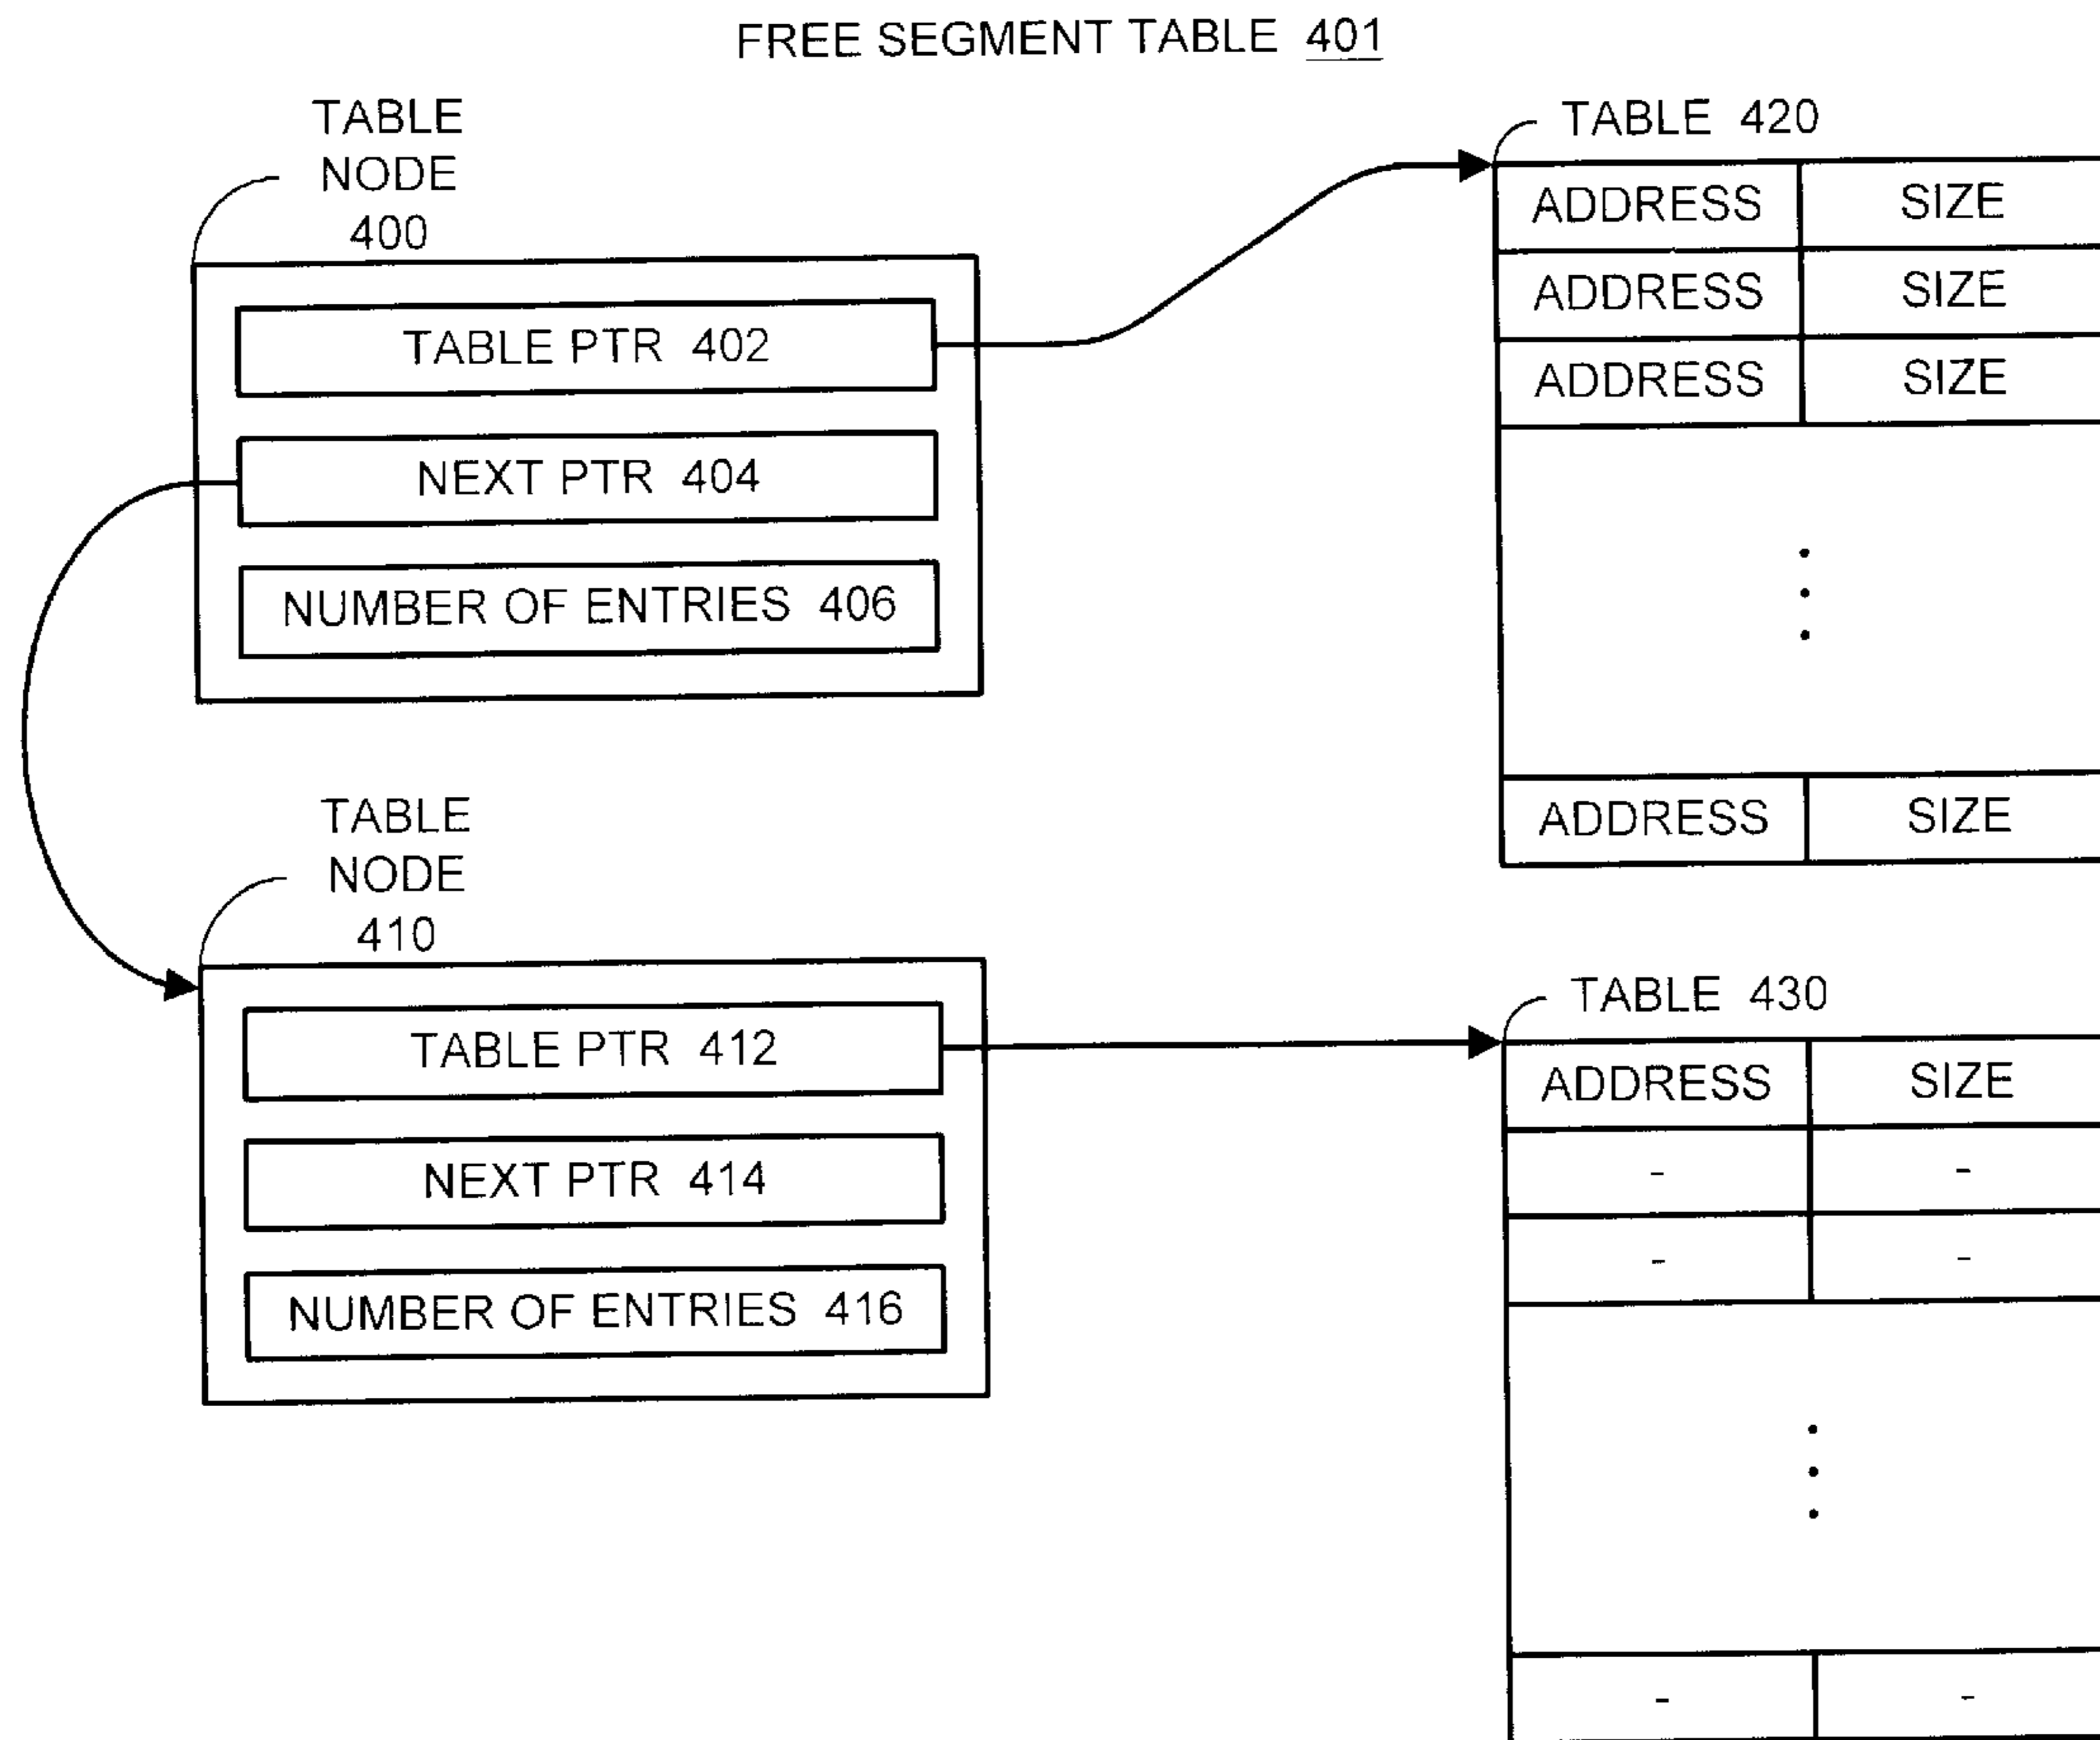 FREE SEGMENT TABLE 401
TABLE
NODE
400
TABLE PTR 402
NEXT PTR 404
NUMBER OF ENTRIES 406
TABLE 420
ADDRESS SIZE
ADDRESS SIZE
ADDRESS SIZE
ADDRESS SIZE
TABLE
NODE
410
TABLE PTR 412
NEXT PTR 414
NUMBER OF ENTRIES 416
TABLE 430
ADDRESS SIZE
- -
- -
- -